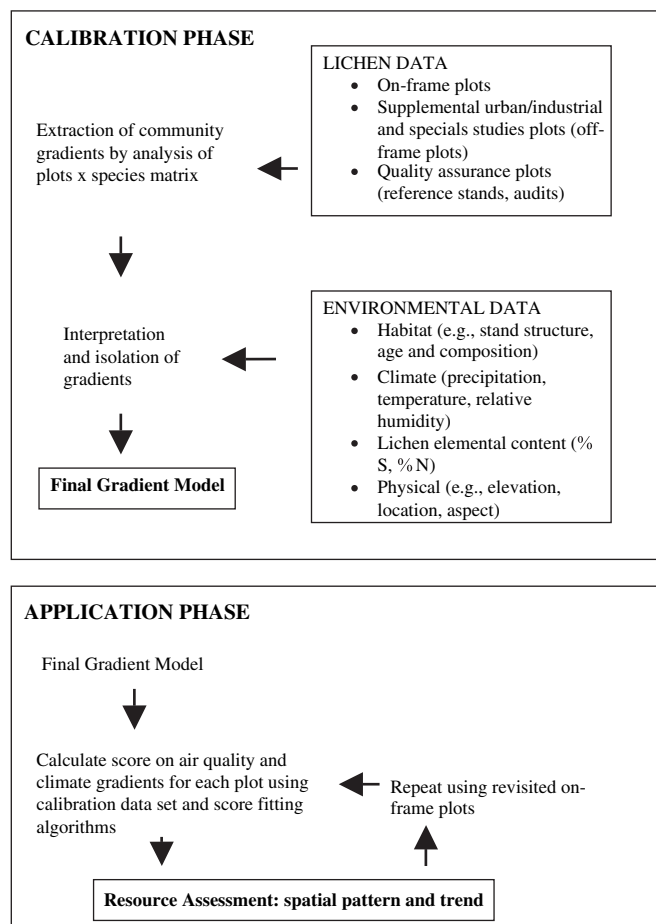 CALIBRATION PHASE
LICHEN DATA
• On-frame plots
• Supplemental urban/industrial
and specials studies plots (off-
frame plots)
• Quality assurance plots
(reference stands, audits)
Extraction of community
gradients by analysis of
plots x species matrix
ENVIRONMENTAL DATA
• Habitat (e.g., stand structure,
age and composition)
• Climate (precipitation,
temperature, relative
humidity)
• Lichen elemental content (%
S, % N)
• Physical (e.g., elevation,
location, aspect)
Interpretation
and isolation of
gradients
Final Gradient Model
APPLICATION PHASE
Final Gradient Model
Calculate score on air quality and
climate gradients for each plot using
calibration data set and score fitting
algorithms
Repeat using revisited on-
frame plots
Resource Assessment: spatial pattern and trend